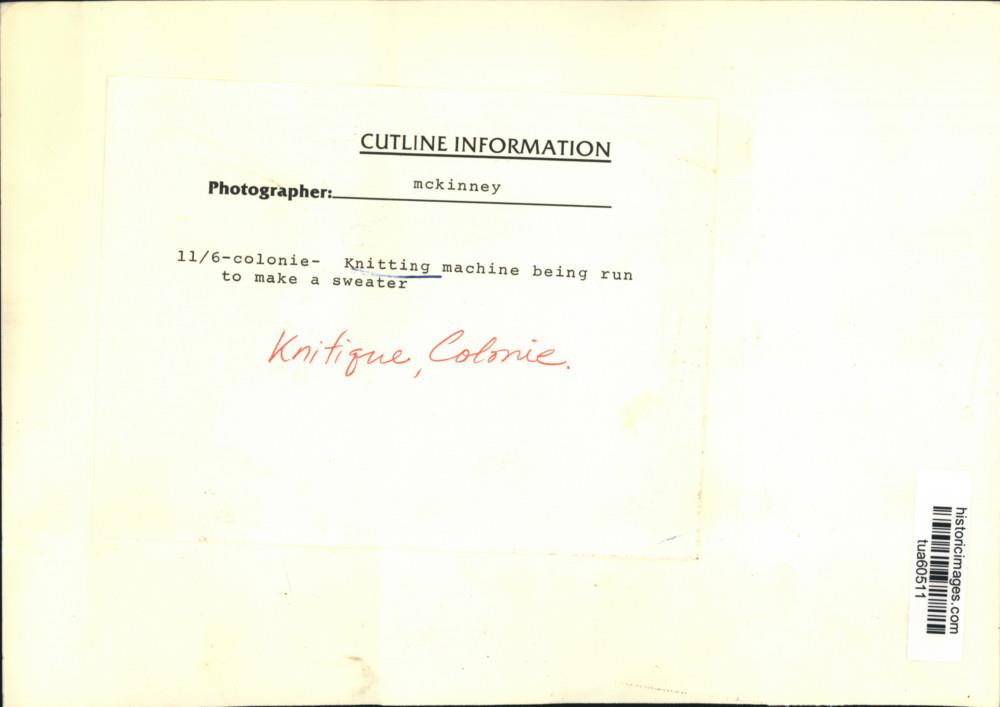 CUTLINE INFORMATION
Photographer: mckinney
11/6-colonie- Knitting machine being run
to make a sweater
Knitique, Colonie.
historicimages.com
tua60511